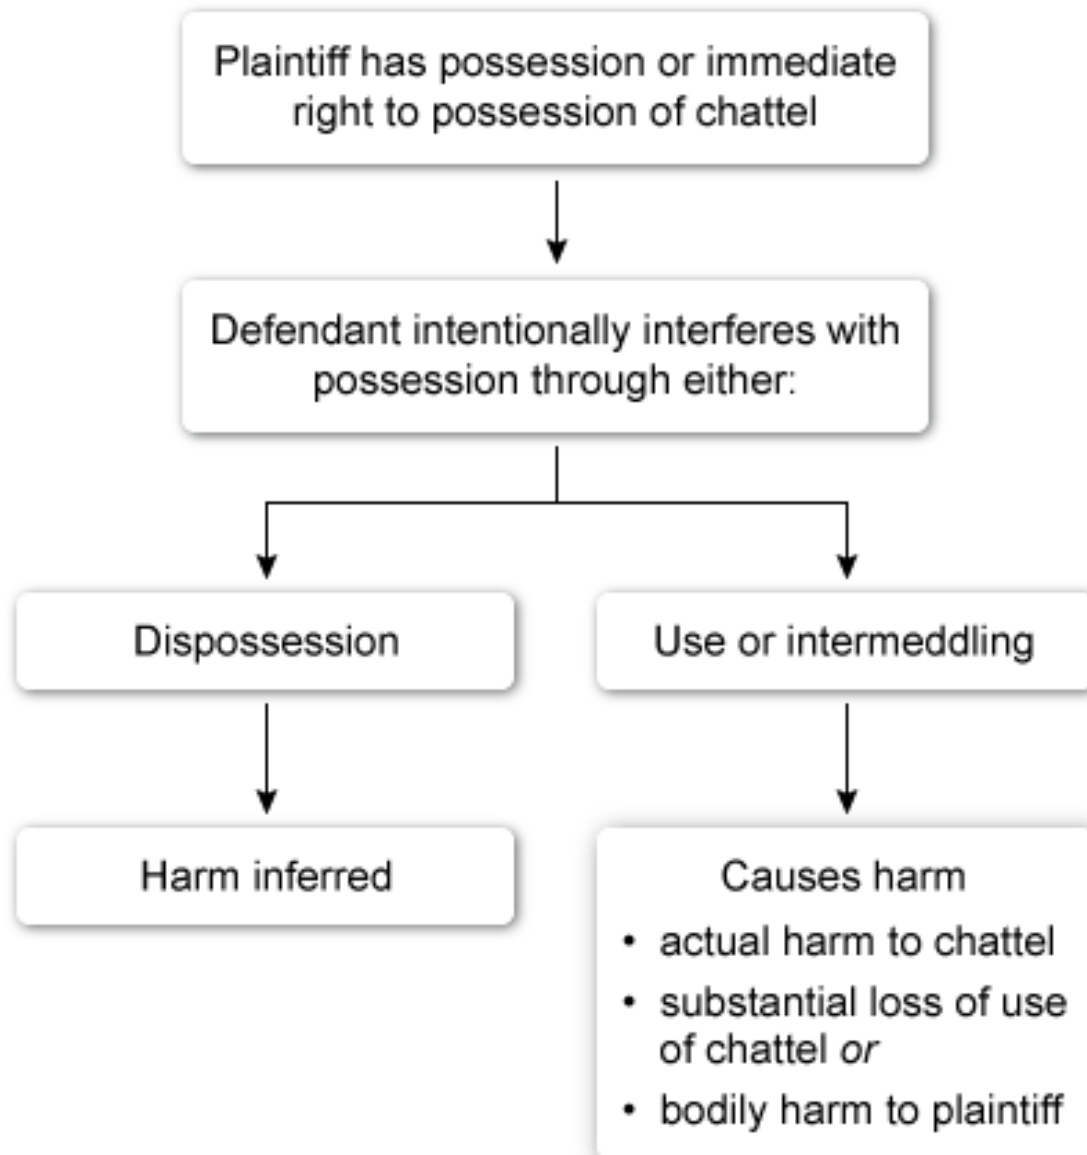 Plaintiff has possession or immediate
right to possession of chattel
Defendant intentionally interferes with
possession through either:
Dispossession
Use or intermeddling
Harm inferred
Causes harm
• actual harm to chattel
• substantial loss of use
of chattel or
• bodily harm to plaintiff